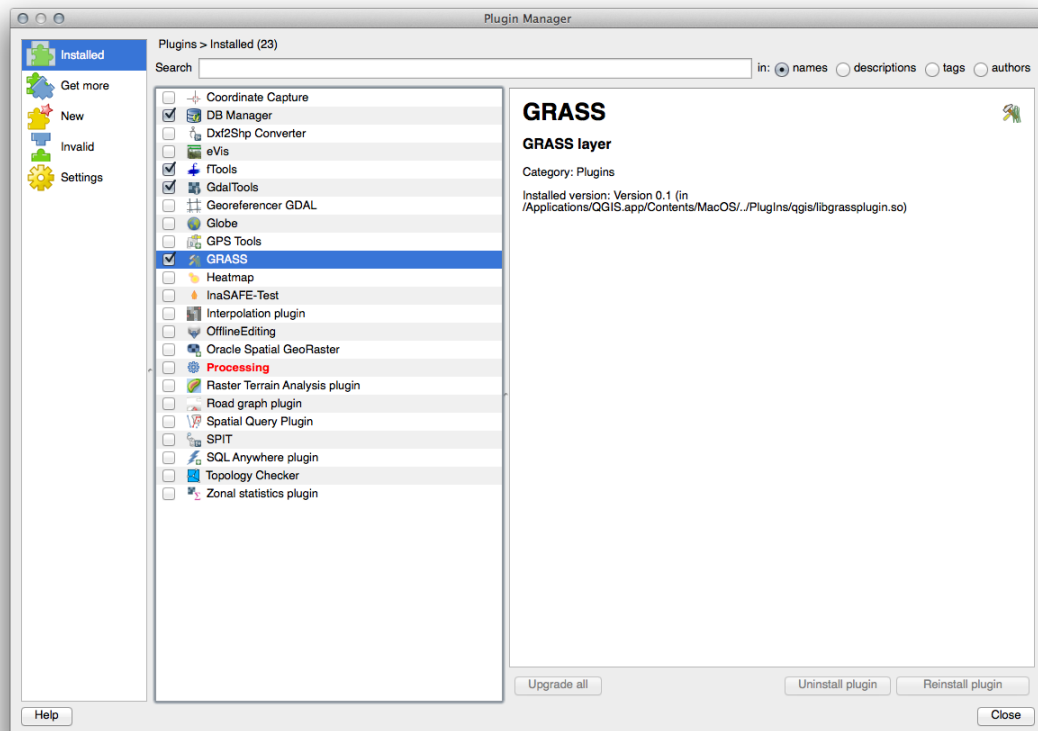 Plugin Manager
Installed
Get more
New
Invalid
Settings
Plugins > Installed (23)
Search
in: names descriptions tags authors
Coordinate Capture
DB Manager
Dxf2Shp Converter
eVis
fTools
GdalTools
Georeferencer GDAL
Globe
GPS Tools
GRASS
Heatmap
InaSAFE-Test
Interpolation plugin
OfflineEditing
Oracle Spatial GeoRaster
Processing
Raster Terrain Analysis plugin
Road graph plugin
Spatial Query Plugin
SPIT
SQL Anywhere plugin
Topology Checker
Zonal statistics plugin
GRASS
GRASS layer
Category: Plugins
Installed version: Version 0.1 (in
/Applications/QGIS.app/Contents/MacOS/../PlugIns/qgis/libgrassplugin.so)
Upgrade all
Uninstall plugin
Reinstall plugin
Help
Close